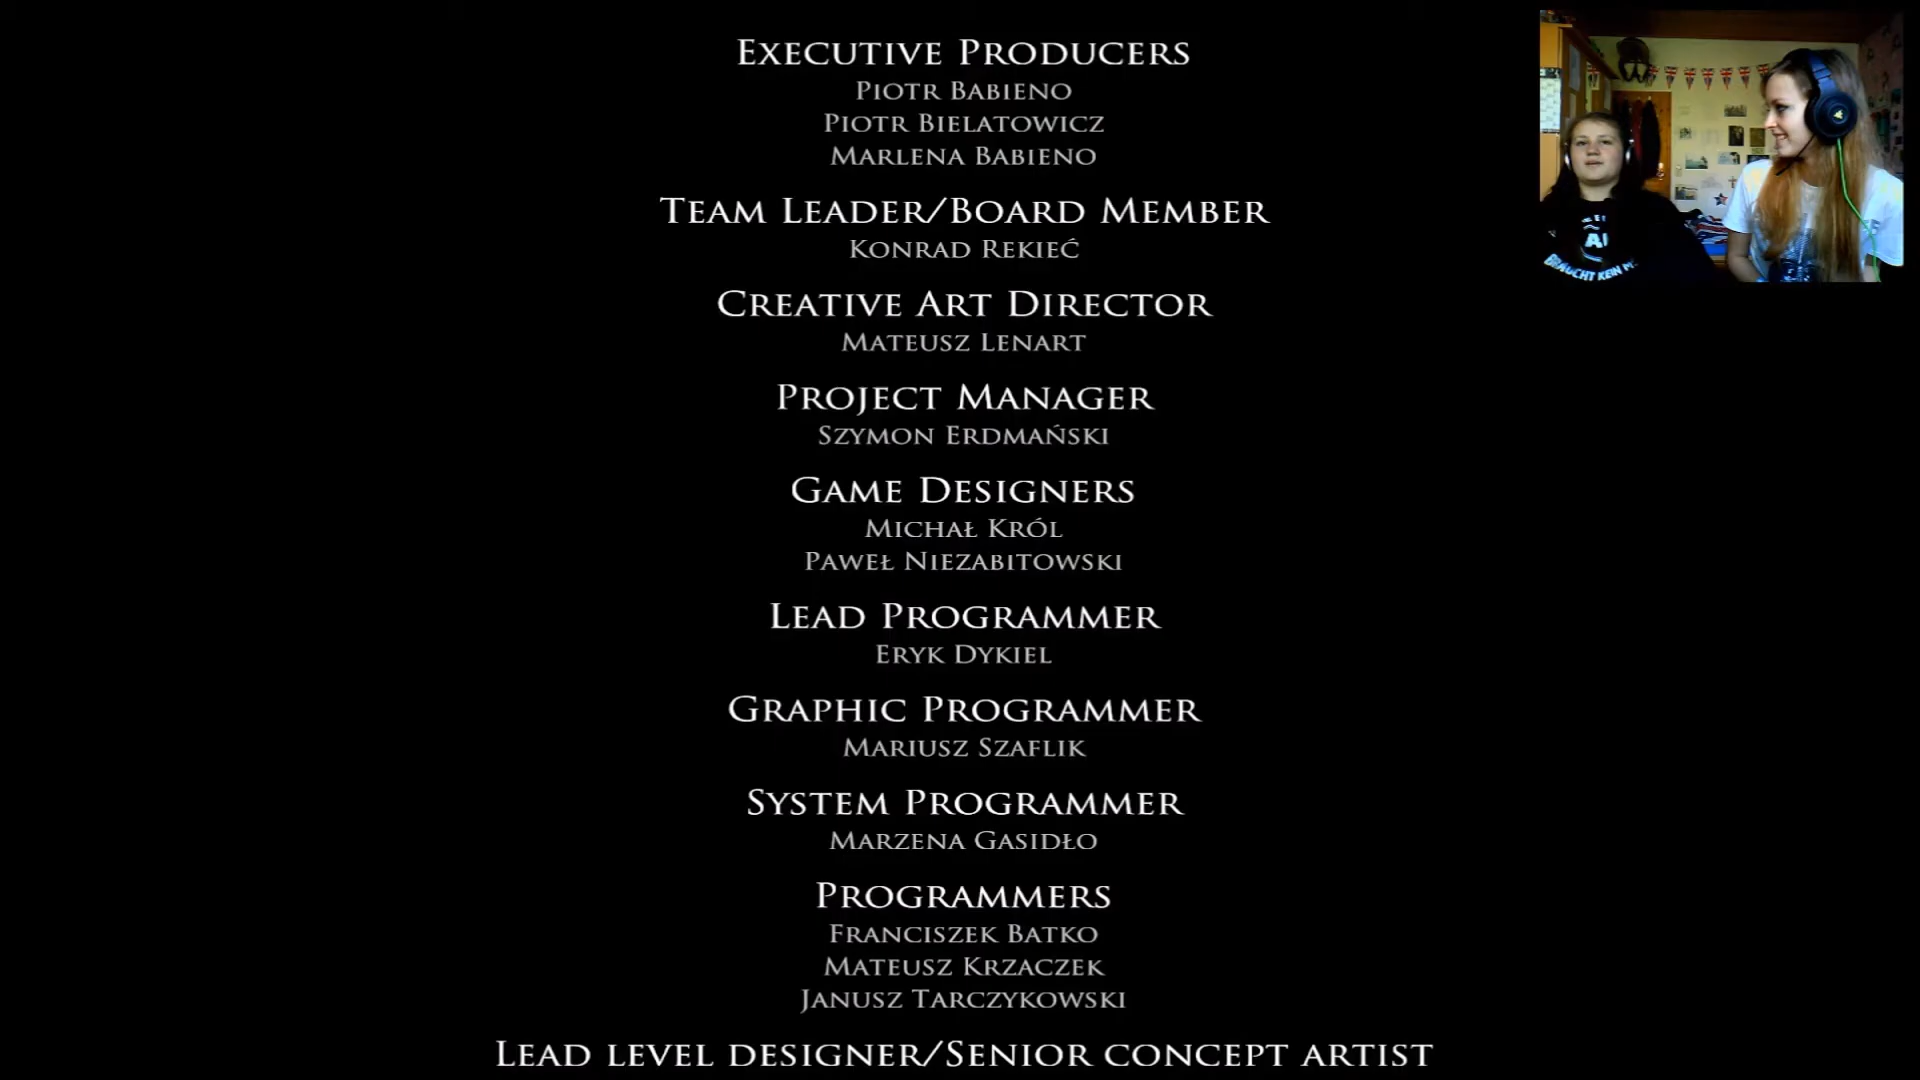 Executive Producers
Piotr Babieno
Piotr Bielatowicz
Marlena Babieno
Team Leader/Board Member
Konrad Rekieć
Creative Art Director
Mateusz Lenart
Project Manager
Szymon Erdmański
Game Designers
Michał Król
Paweł Niezabitowski
Lead Programmer
Eryk Dykiel
Graphic Programmer
Mariusz Szaflik
System Programmer
Marzena Gasidło
Programmers
Franciszek Batko
Mateusz Krzaczek
Janusz Tarczykowski
Lead level designer/Senior concept artist
BRAUCHT KEIN